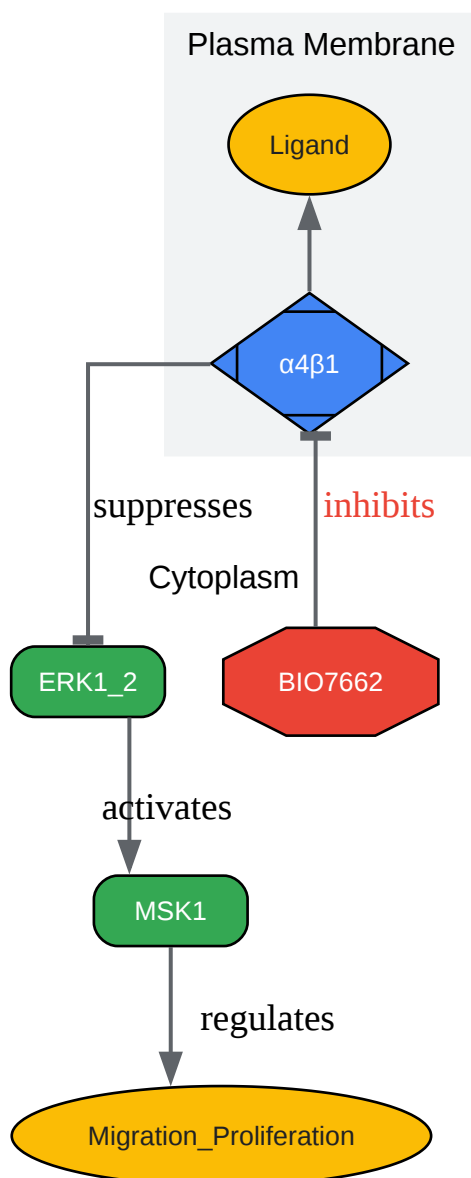 Plasma Membrane
Ligand
α4β1
suppresses
inhibits
Cytoplasm
ERK1_2
BIO7662
activates
MSK1
regulates
Migration_Proliferation